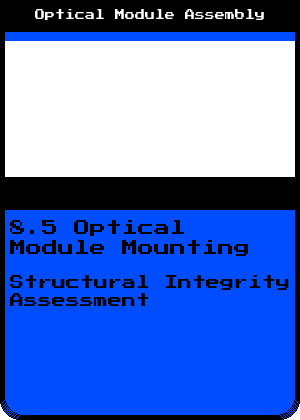 Optical Module Assembly
8.5 Optical
Module Mounting
Structural Integrity
Assessment